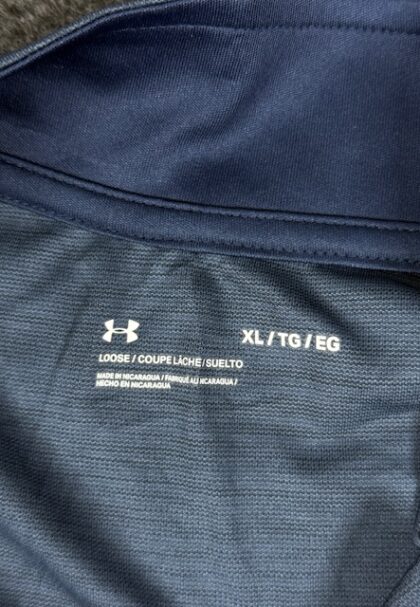 XL / TG / EG
LOOSE / COUPE LÂCHE / SUELTO
MADE IN NICARAGUA / FABRIQUÉ AU NICARAGUA /
HECHO EN NICARAGUA